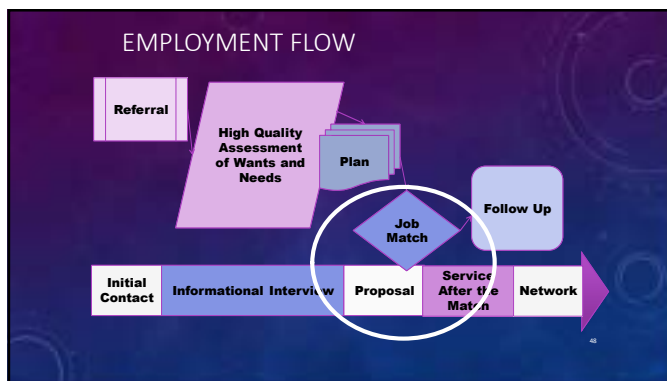 EMPLOYMENT FLOW
Referral
High Quality
Assessment
of Wants and
Needs
Plan
Job
Match
Follow Up
Initial
Contact
Informational Interview
Proposal
Service
After the
Match
Network
48